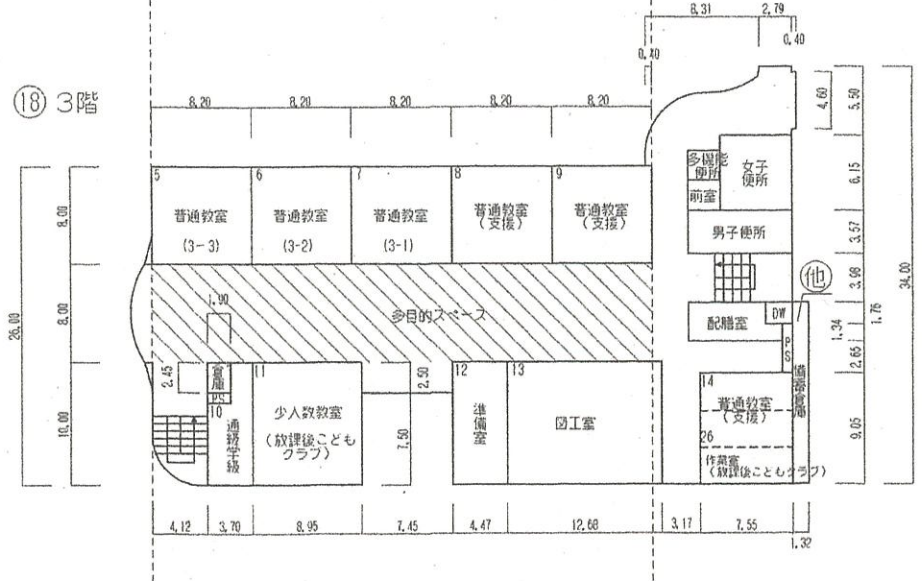 8.31
2.79
0.40
0.40
⑱ 3階
8.20
8.20
8.20
8.20
8.20
4.60
5.50
5
普通教室
(3-3)
6
普通教室
(3-2)
7
普通教室
(3-1)
8
普通教室
(支援)
9
普通教室
(支援)
多機能
便所
前室
女子
便所
男子便所
6.15
3.57
3.98
34.00
8.00
8.00
10.00
26.00
多目的スペース
1.90
他
配膳室
DW
PS
備蓄倉庫
1.34
1.76
2.65
9.05
2.45
倉庫
PS
10
通級学級
11
少人数教室
(放課後こども
クラブ)
2.50
7.50
12
準備室
13
図工室
14
普通教室
(支援)
26
作業室
(放課後こどもクラブ)
4.12
3.70
8.95
7.45
4.47
12.68
3.17
7.55
1.32